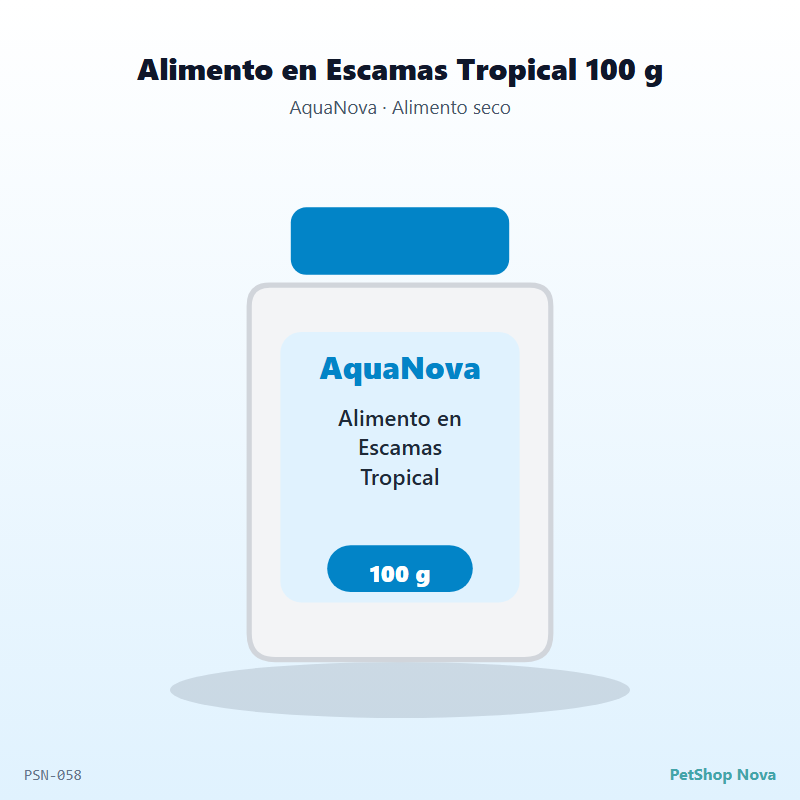 Alimento en Escamas Tropical 100 g
AquaNova · Alimento seco
AquaNova
Alimento en
Escamas
Tropical
100 g
PSN-058
PetShop Nova